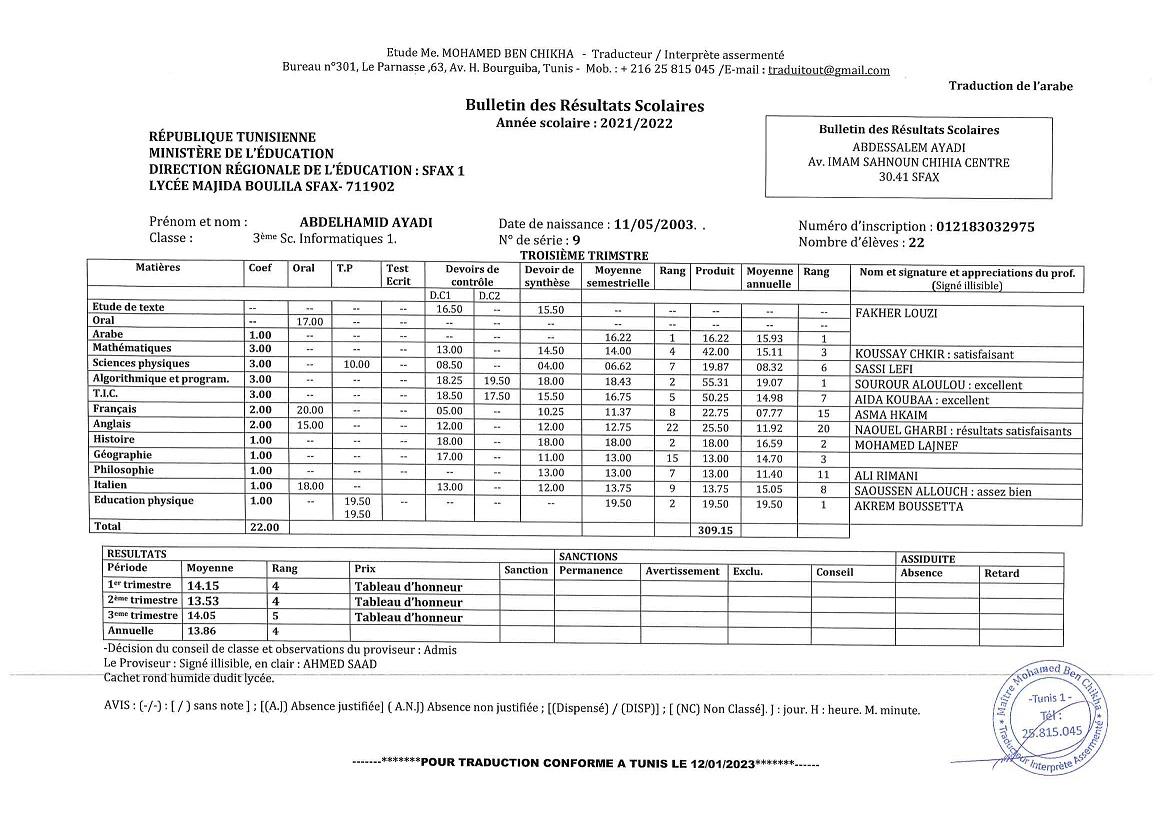 Etude Me. MOHAMED BEN CHIKHA - Traducteur / Interprète assermenté
Bureau n°301, Le Parnasse ,63, Av. H. Bourguiba, Tunis - Mob. : + 216 25 815 045 /E-mail : traduitout@gmail.com
Traduction de l'arabe
Bulletin des Résultats Scolaires
Année scolaire : 2021/2022
RÉPUBLIQUE TUNISIENNE
MINISTÈRE DE L'ÉDUCATION
DIRECTION RÉGIONALE DE L'ÉDUCATION : SFAX 1
LYCÉE MAJIDA BOULILA SFAX- 711902
Bulletin des Résultats Scolaires
ABDESSALEM AYADI
Av. IMAM SAHNOUN CHIHIA CENTRE
30.41 SFAX
Prénom et nom : ABDELHAMID AYADI Date de naissance : 11/05/2003. . Numéro d'inscription : 012183032975
Classe : 3ème Sc. Informatiques 1. N° de série : 9 Nombre d'élèves : 22
TROISIÈME TRIMSTRE
Matières Coef Oral T.P Test Ecrit Devoirs de contrôle Devoir de synthèse Moyenne semestrielle Rang Produit Moyenne annuelle Rang Nom et signature et appreciations du prof. (Signé illisible)
D.C1 D.C2
Etude de texte -- -- -- -- 16.50 -- 15.50 -- -- -- -- -- FAKHER LOUZI
Oral -- 17.00 -- -- -- -- -- -- -- -- -- --
Arabe 1.00 -- -- -- -- -- -- 16.22 1 16.22 15.93 1
Mathématiques 3.00 -- -- -- 13.00 -- 14.50 14.00 4 42.00 15.11 3 KOUSSAY CHKIR : satisfaisant
Sciences physiques 3.00 -- 10.00 -- 08.50 -- 04.00 06.62 7 19.87 08.32 6 SASSI LEFI
Algorithmique et program. 3.00 -- -- -- 18.25 19.50 18.00 18.43 2 55.31 19.07 1 SOUROUR ALOULOU : excellent
T.I.C. 3.00 -- -- -- 18.50 17.50 15.50 16.75 5 50.25 14.98 7 AIDA KOUBAA : excellent
Français 2.00 20.00 -- -- 05.00 -- 10.25 11.37 8 22.75 07.77 15 ASMA HKAIM
Anglais 2.00 15.00 -- -- 12.00 -- 12.00 12.75 22 25.50 11.92 20 NAOUEL GHARBI : résultats satisfaisants
Histoire 1.00 -- -- -- 18.00 -- 18.00 18.00 2 18.00 16.59 2 MOHAMED LAJNEF
Géographie 1.00 -- -- -- 17.00 -- 11.00 13.00 15 13.00 14.70 3
Philosophie 1.00 -- -- -- -- -- 13.00 13.00 7 13.00 11.40 11 ALI RIMANI
Italien 1.00 18.00 -- -- 13.00 -- 12.00 13.75 9 13.75 15.05 8 SAOUSSEN ALLOUCH : assez bien
Education physique 1.00 -- 19.50 -- -- -- -- 19.50 2 19.50 19.50 1 AKREM BOUSSETTA
19.50
Total 22.00 309.15
RESULTATS SANCTIONS ASSIDUITE
Période Moyenne Rang Prix Sanction Permanence Avertissement Exclu. Conseil Absence Retard
1er trimestre 14.15 4 Tableau d'honneur
2ème trimestre 13.53 4 Tableau d'honneur
3eme trimestre 14.05 5 Tableau d'honneur
Annuelle 13.86 4
-Décision du conseil de classe et observations du proviseur : Admis
Le Proviseur : Signé illisible, en clair : AHMED SAAD
Cachet rond humide dudit lycée.
AVIS : (-/-) : [ / ) sans note ] ; [(A.J) Absence justifiée] ( A.N.J) Absence non justifiée ; [(Dispensé) / (DISP)] ; [ (NC) Non Classé]. J : jour. H : heure. M. minute.
Maître Mohamed Ben Chikha
-Tunis 1 -
Tél :
25.815.045
Traducteur Interprète Assermenté
-------*******POUR TRADUCTION CONFORME A TUNIS LE 12/01/2023*******------